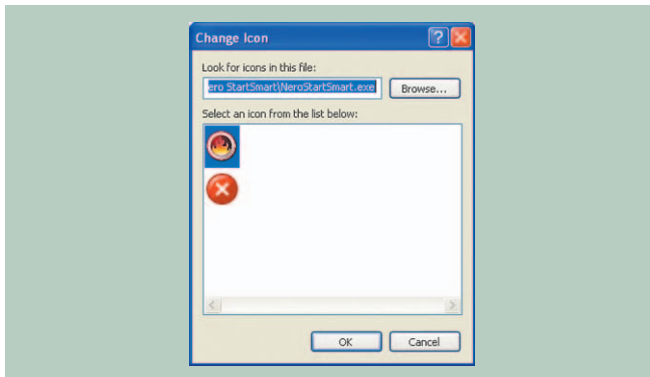 Change Icon
Look for icons in this file:
ero StartSmart\NeroStartSmart.exe
Browse...
Select an icon from the list below:
OK
Cancel